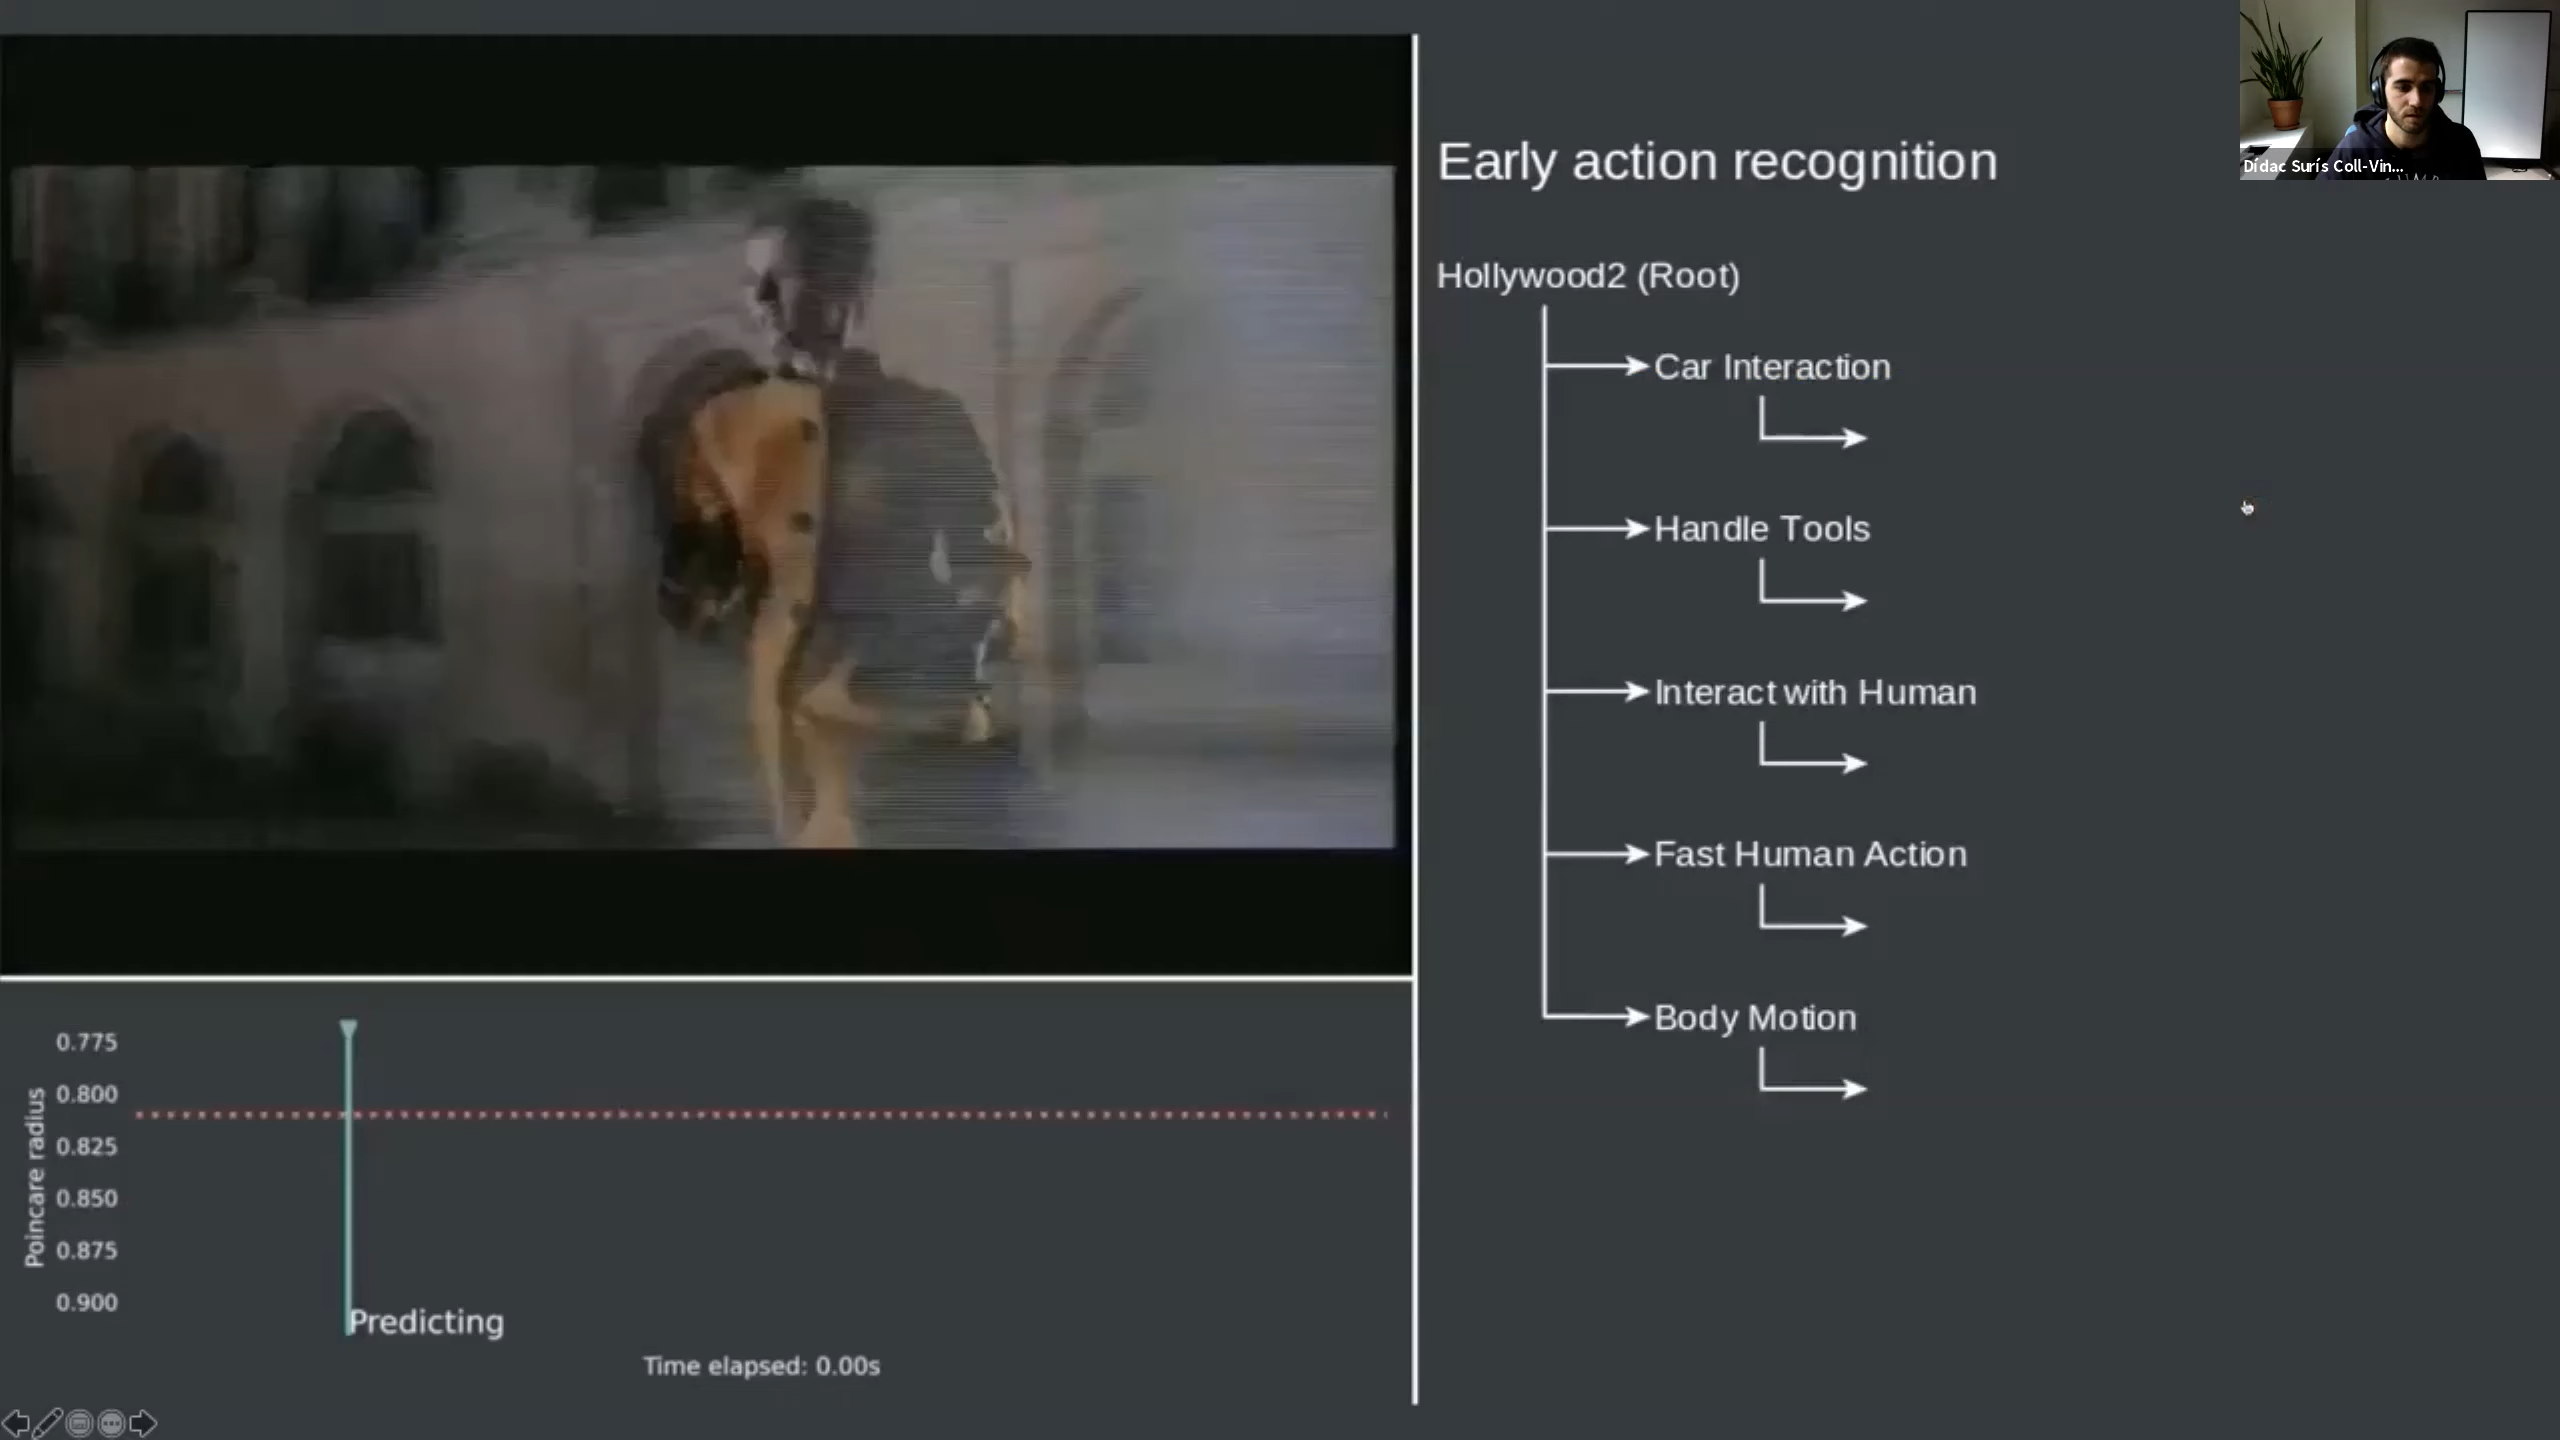 Early action recognition
Hollywood2 (Root)
Car Interaction
Handle Tools
Interact with Human
Fast Human Action
Body Motion
Dídac Surís Coll-Vin...
Poincare radius
0.775
0.800
0.825
0.850
0.875
0.900
Predicting
Time elapsed: 0.00s